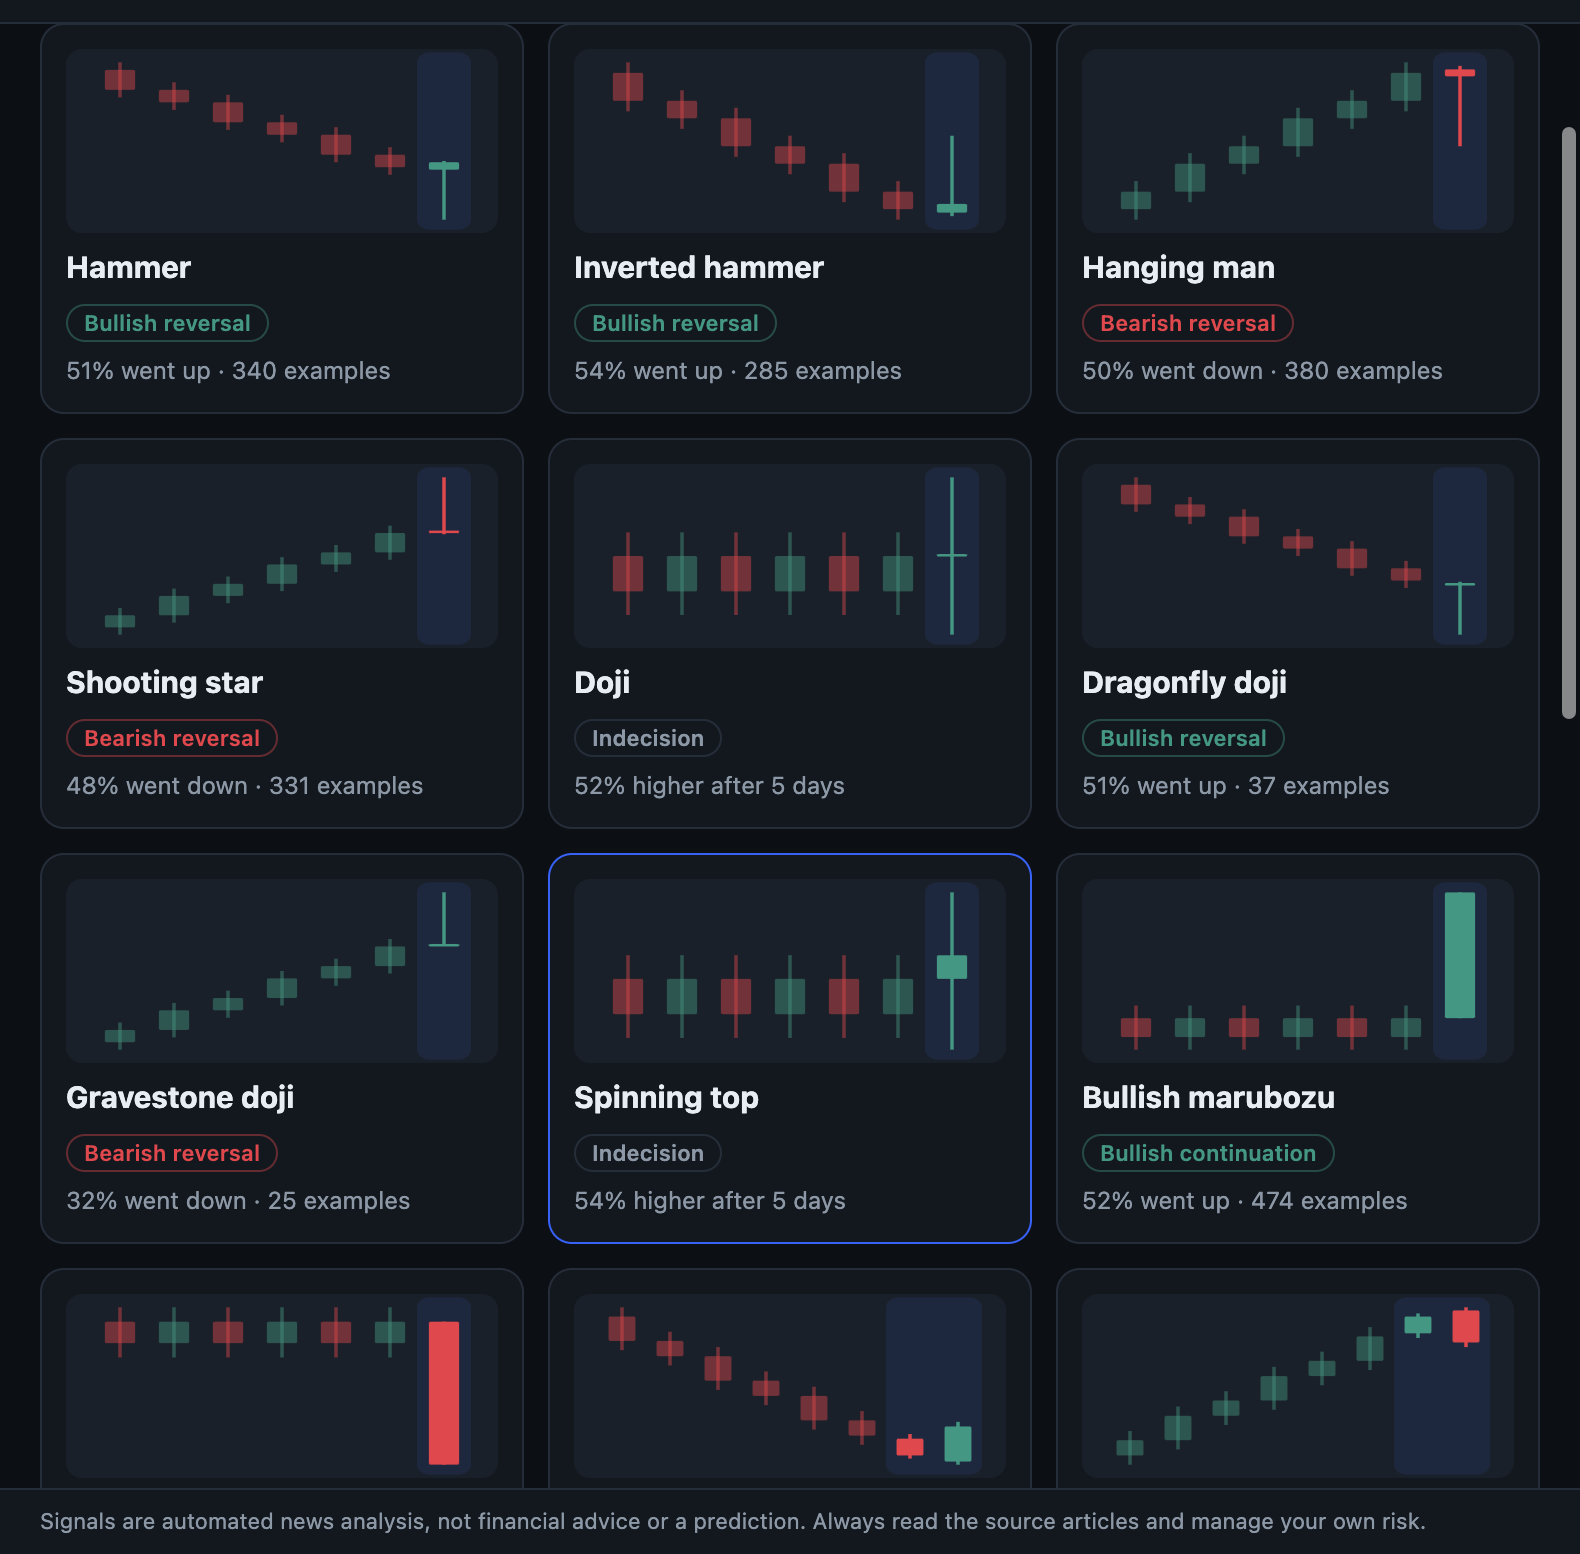 Hammer
Bullish reversal
51% went up · 340 examples
Inverted hammer
Bullish reversal
54% went up · 285 examples
Hanging man
Bearish reversal
50% went down · 380 examples
Shooting star
Bearish reversal
48% went down · 331 examples
Doji
Indecision
52% higher after 5 days
Dragonfly doji
Bullish reversal
51% went up · 37 examples
Gravestone doji
Bearish reversal
32% went down · 25 examples
Spinning top
Indecision
54% higher after 5 days
Bullish marubozu
Bullish continuation
52% went up · 474 examples
Signals are automated news analysis, not financial advice or a prediction. Always read the source articles and manage your own risk.